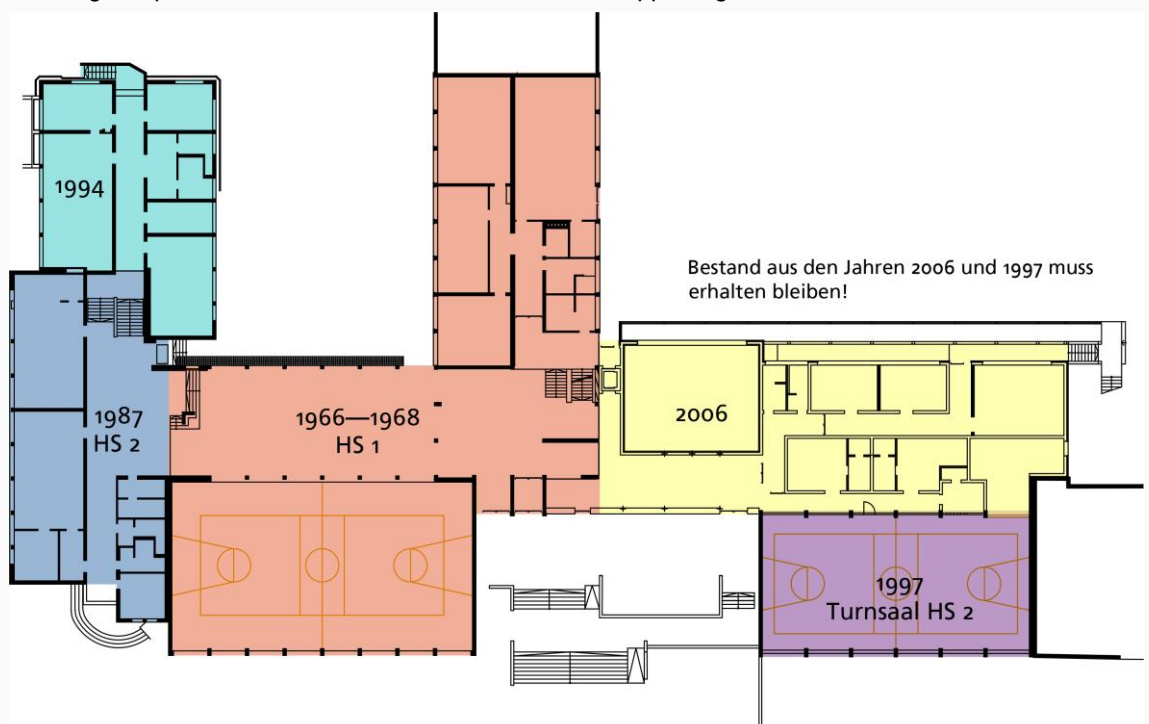 1994
Bestand aus den Jahren 2006 und 1997 muss
erhalten bleiben!
1987
HS 2
1966—1968
HS 1
2006
1997
Turnsaal HS 2